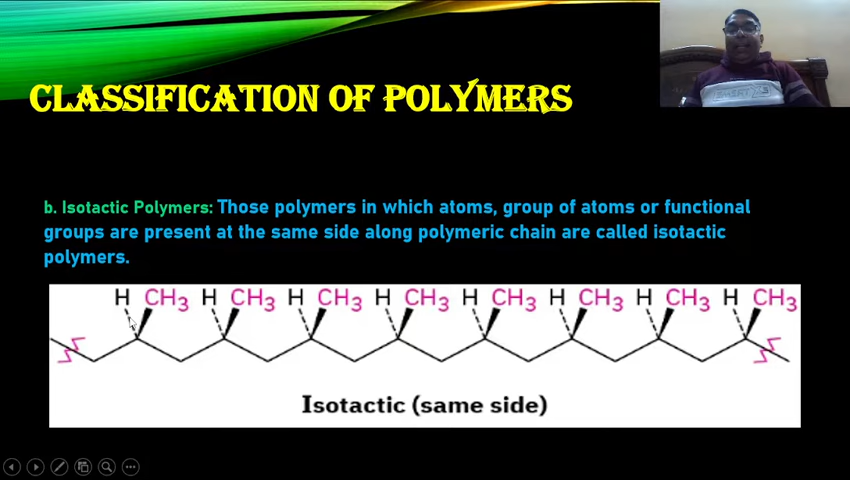 CLASSIFICATION OF POLYMERS
b. Isotactic Polymers: Those polymers in which atoms, group of atoms or functional
groups are present at the same side along polymeric chain are called isotactic
polymers.
H CH3 H CH3 H CH3 H CH3 H CH3 H CH3 H CH3 H CH3
Isotactic (same side)